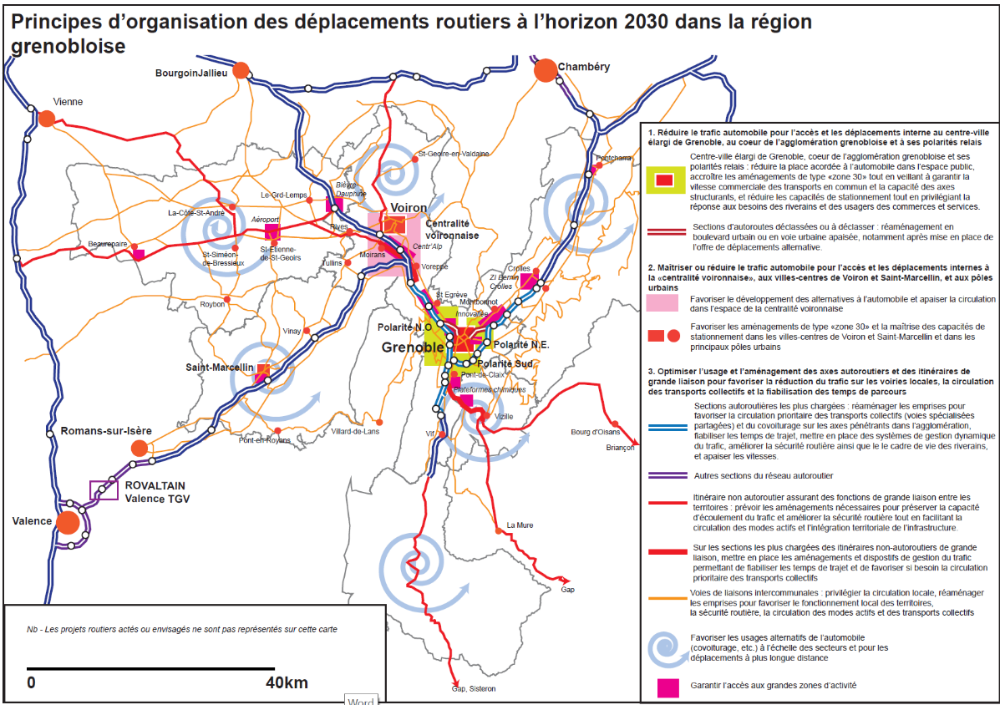 Principes d’organisation des déplacements routiers à l’horizon 2030 dans la région
grenobloise
BourgoinJallieu
Chambéry
Vienne
Pontcharra
St-Geoire-en-Valdaine
Bièvre-
Dauphine
Le-Grd-Lemps
Voiron
La-Côte-St-André
Aéroport
Rives
Centralité
voironnaise
Beaurepaire
St-Siméon-
de-Bressieux
St-Etienne-
de-St-Geoirs
Moirans
Centr’Alp
Tullins
Voreppe
Crolles
ZI Bernin
Crolles
St Egrève
Montbonnot
Innovallée
Roybon
Polarité N.O.
Vinay
Grenoble
Polarité N.E.
Saint-Marcellin
Polarité Sud
Pont-de-Claix
Plateformes chimiques
Vizille
Villard-de-Lans
Bourg d’Oisans
Romans-sur-Isère
Pont-en-Royans
Vif
Briançon
ROVALTAIN
Valence TGV
Valence
La Mure
Gap
Gap, Sisteron
Nb - Les projets routiers actés ou envisagés ne sont pas représentés sur cette carte
0
40km
Word
1. Réduire le trafic automobile pour l’accès et les déplacements interne au centre-ville
élargi de Grenoble, au coeur de l’agglomération grenobloise et à ses polarités relais
Centre-ville élargi de Grenoble, coeur de l’agglomération grenobloise et ses
polarités relais : réduire la place accordée à l’automobile dans l’espace public,
accroître les aménagements de type «zone 30» tout en veillant à garantir la
vitesse commerciale des transports en commun et la capacité des axes
structurants, et réduire les capacités de stationnement tout en privilégiant la
réponse aux besoins des riverains et des usagers des commerces et services.
Sections d’autoroutes déclassées ou à déclasser : réaménagement en
boulevard urbain ou en voie urbaine apaisée, notamment après mise en place de
l’offre de déplacements alternative.
2. Maîtriser ou réduire le trafic automobile pour l’accès et les déplacements internes à
la «centralité voironnaise», aux villes-centres de Voiron et Saint-Marcellin, et aux pôles
urbains
Favoriser le développement des alternatives à l’automobile et apaiser la circulation
dans l’espace de la centralité voironnaise
Favoriser les aménagements de type «zone 30» et la maîtrise des capacités de
stationnement dans les villes-centres de Voiron et Saint-Marcellin et dans les
principaux pôles urbains
3. Optimiser l’usage et l’aménagement des axes autoroutiers et des itinéraires de
grande liaison pour favoriser la réduction du trafic sur les voiries locales, la circulation
des transports collectifs et la fiabilisation des temps de parcours
Sections autoroutières les plus chargées : réaménager les emprises pour
favoriser la circulation prioritaire des transports collectifs (voies spécialisées
partagées) et du covoiturage sur les axes pénétrants dans l’agglomération,
fiabiliser les temps de trajet, mettre en place des systèmes de gestion dynamique
du trafic, améliorer la sécurité routière ainsi que le le cadre de vie des riverains,
et apaiser les vitesses.
Autres sections du réseau autoroutier
Itinéraire non autoroutier assurant des fonctions de grande liaison entre les
territoires : prévoir les aménagements nécessaires pour préserver la capacité
d’écoulement du trafic et améliorer la sécurité routière tout en facilitant la
circulation des modes actifs et l’intégration territoriale de l’infrastructure.
Sur les sections les plus chargées des itinéraires non-autoroutiers de grande
liaison, mettre en place les aménagements et dispostifs de gestion du trafic
permettant de fiabiliser les temps de trajet et de favoriser si besoin la circulation
prioritaire des transports collectifs
Voies de liaisons intercommunales : privilégier la circulation locale, réaménager
les emprises pour favoriser le fonctionnement local des territoires,
la sécurité routière, la circulation des modes actifs et des transports collectifs
Favoriser les usages alternatifs de l’automobile
(covoiturage, etc.) à l’échelle des secteurs et pour les
déplacements à plus longue distance
Garantir l’accès aux grandes zones d’activité